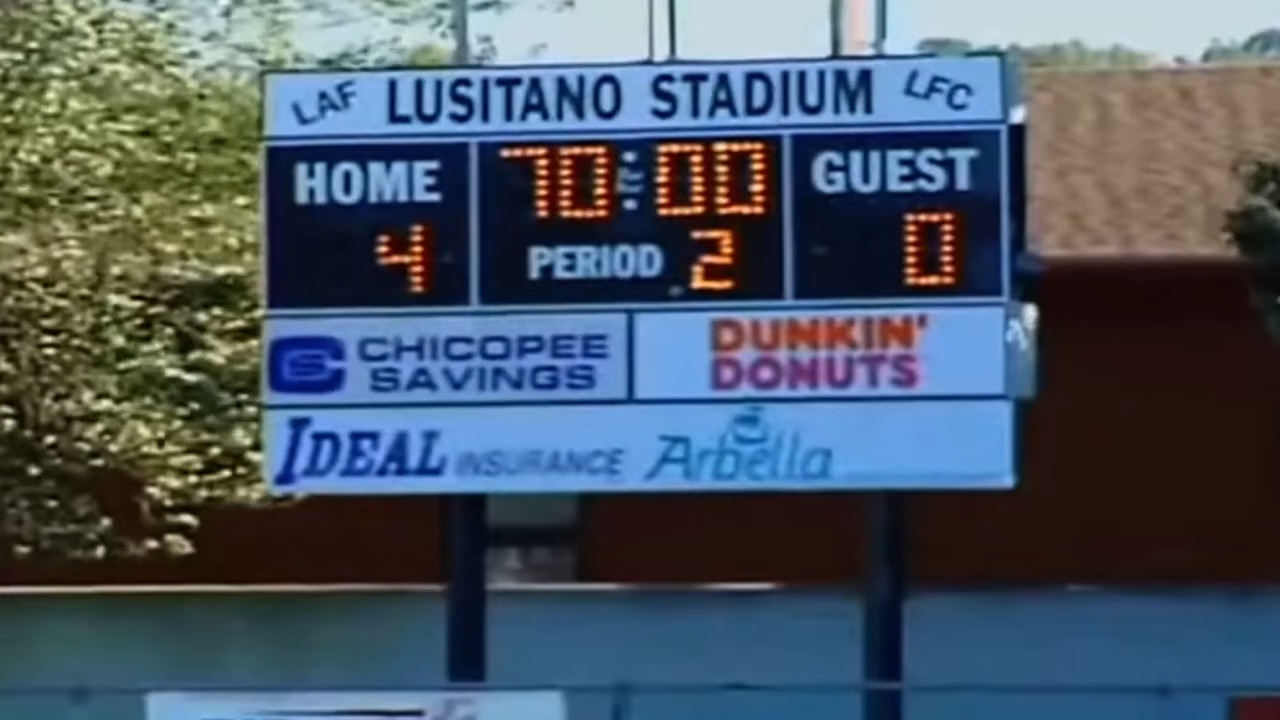 LAF LUSITANO STADIUM LFC
HOME 70:00 GUEST
4 PERIOD 2 0
CHICOPEE SAVINGS
DUNKIN' DONUTS
IDEAL INSURANCE Arbella